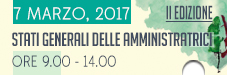 7 MARZO, 2017 II EDIZIONE
STATI GENERALI DELLE AMMINISTRATRICI
ORE 9.00 - 14.00